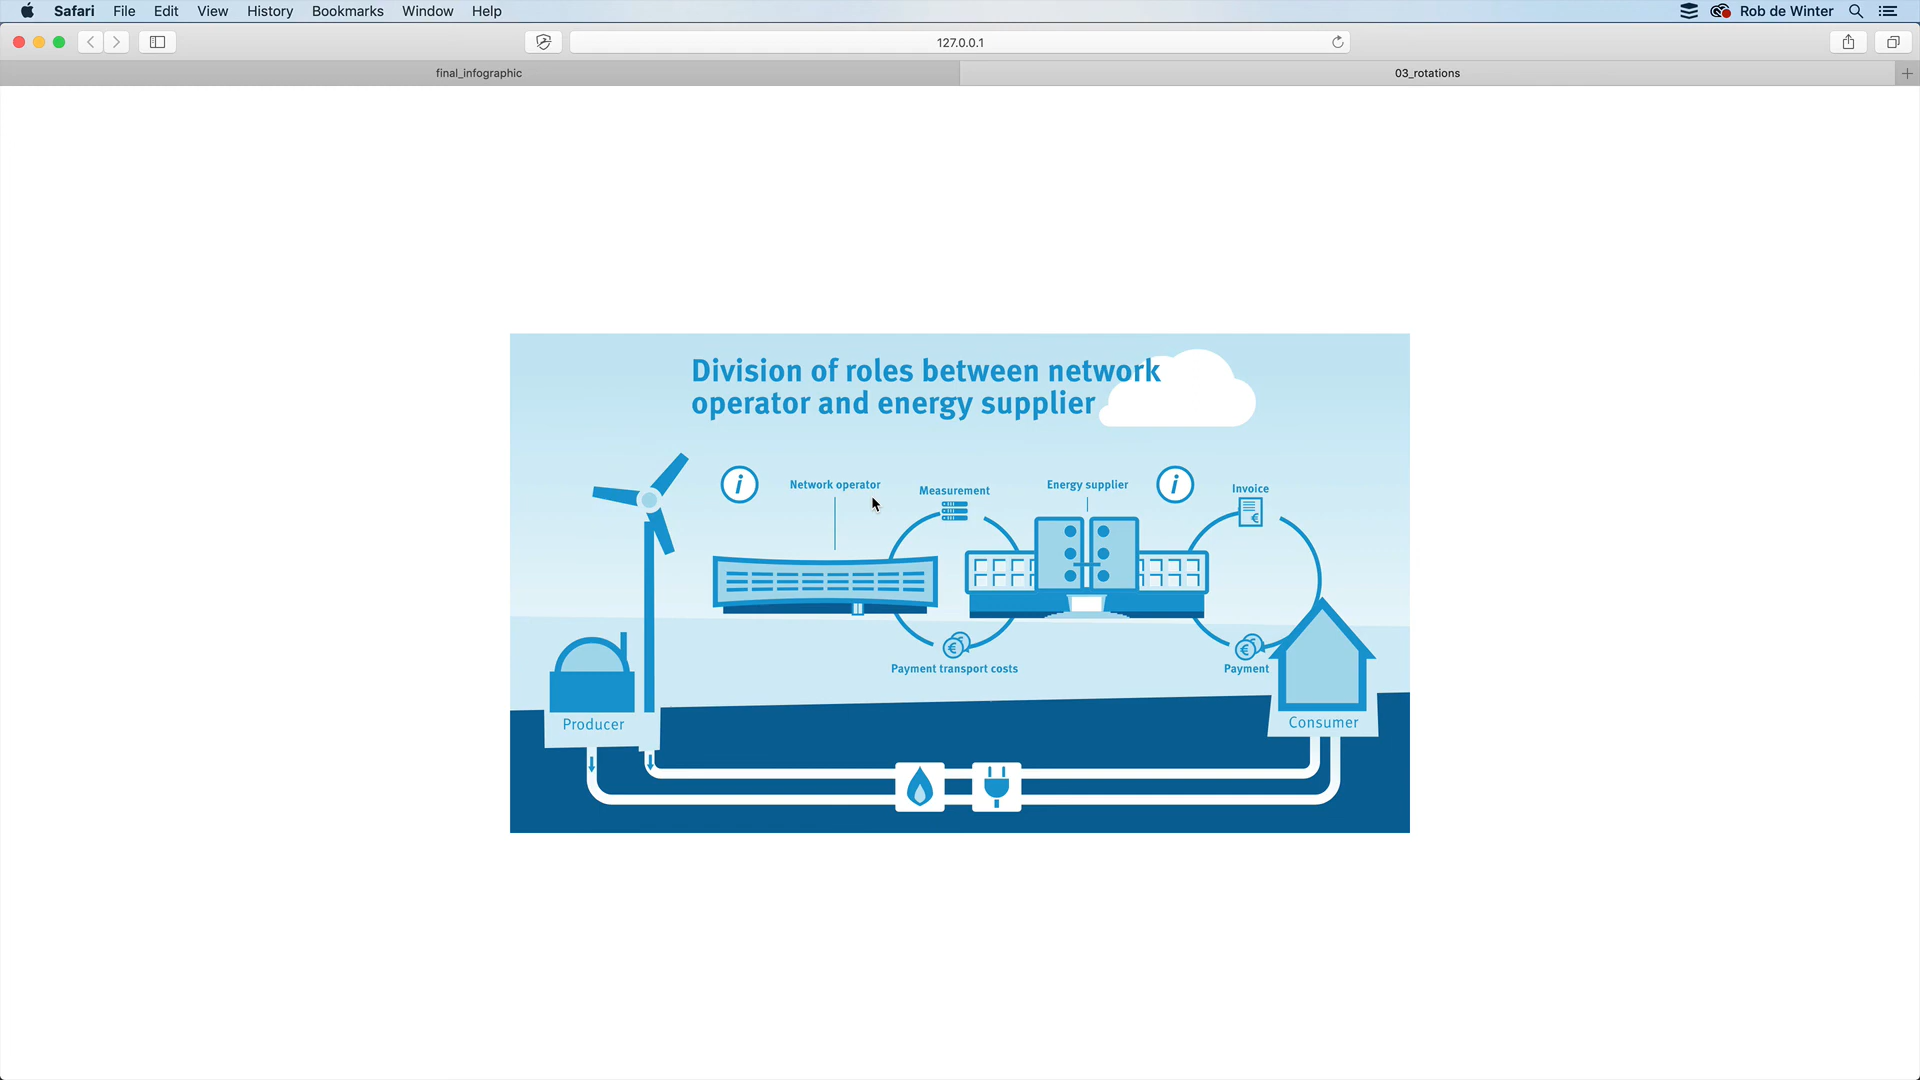 Safari File Edit View History Bookmarks Window Help Rob de Winter
127.0.0.1
final_infographic 03_rotations
Division of roles between network
operator and energy supplier
i Network operator Measurement Energy supplier i Invoice
€
€ €
Payment transport costs Payment
Producer Consumer